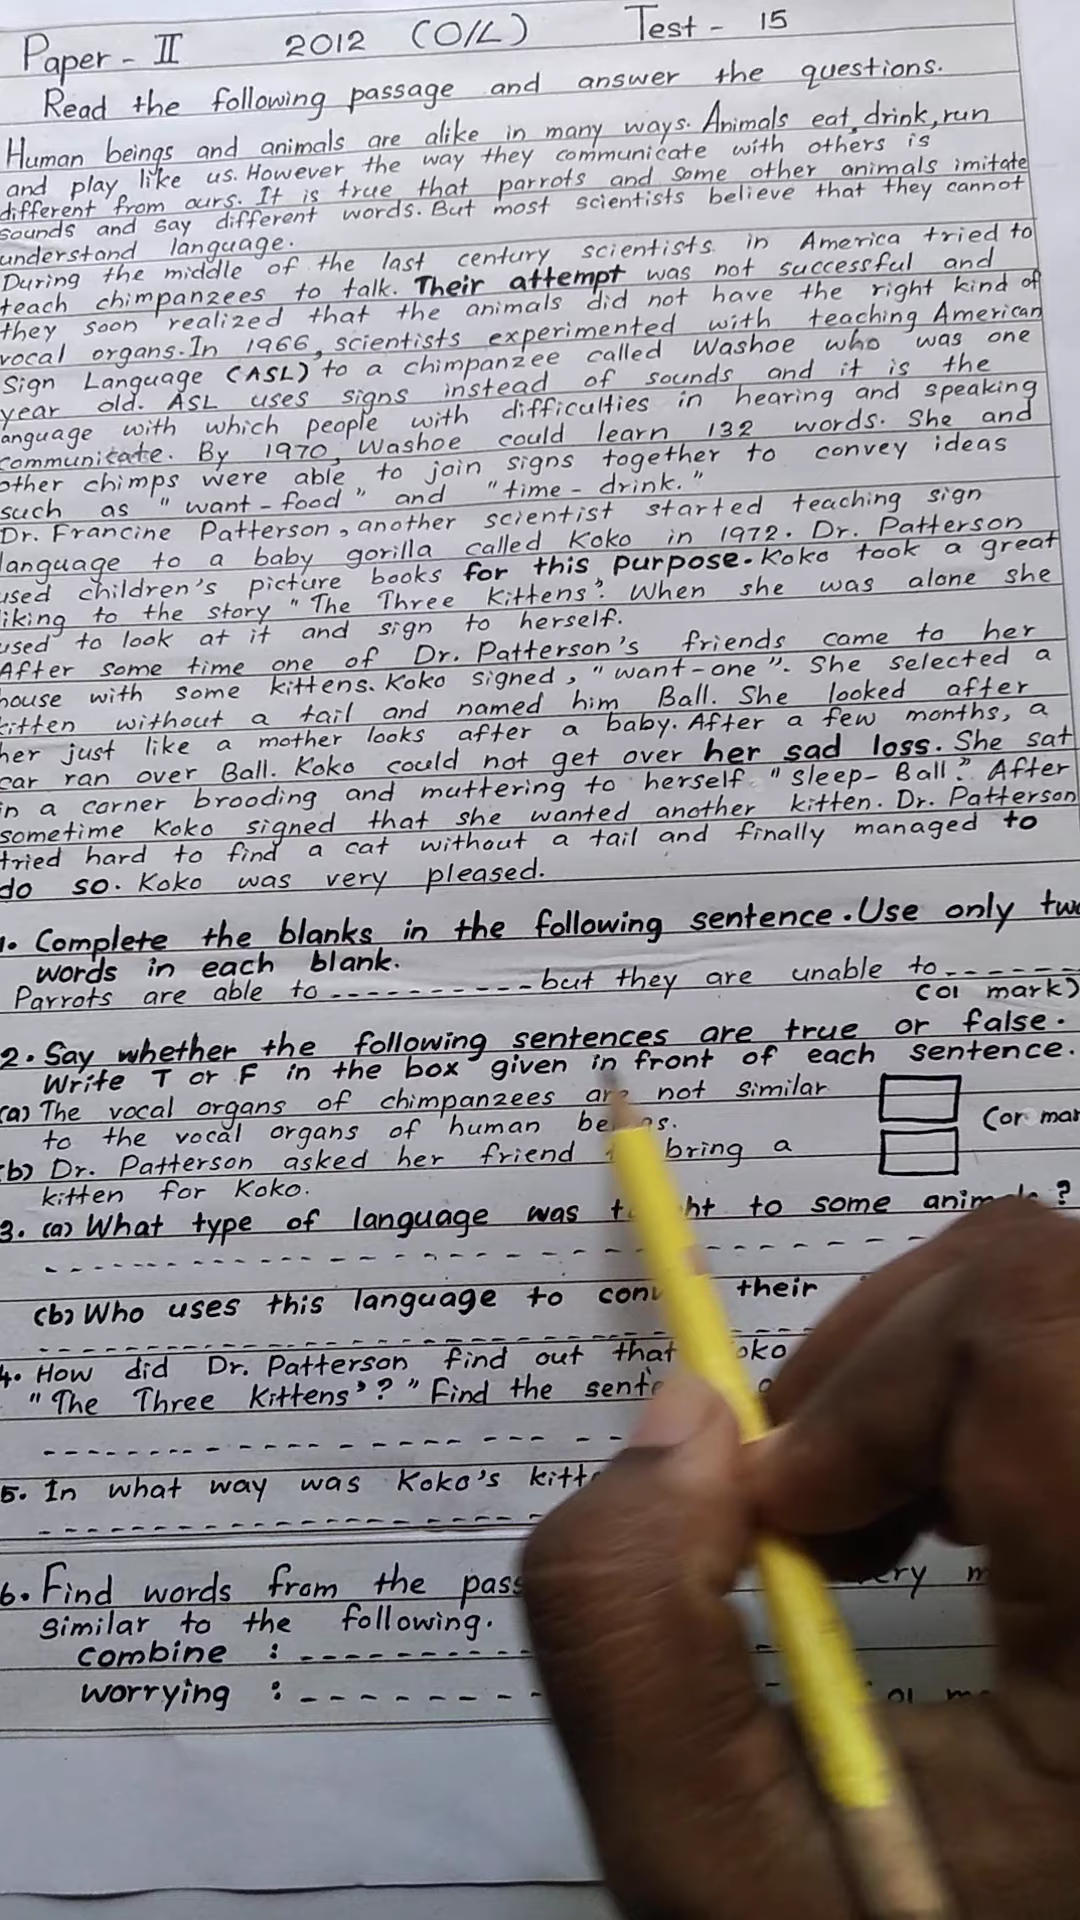 Paper - II 2012 (O/L) Test - 15
Read the following passage and answer the questions.
Human beings and animals are alike in many ways. Animals eat, drink, run
and play like us. However the way they communicate with others is
different from ours. It is true that parrots and some other animals imitate
sounds and say different words. But most scientists believe that they cannot
understand language.
During the middle of the last century scientists in America tried to
teach chimpanzees to talk. Their attempt was not successful and
they soon realized that the animals did not have the right kind of
vocal organs. In 1966, scientists experimented with teaching American
Sign Language (ASL) to a chimpanzee called Washoe who was one
year old. ASL uses signs instead of sounds and it is the
anguage with which people with difficulties in hearing and speaking
communicate. By 1970, Washoe could learn 132 words. She and
other chimps were able to join signs together to convey ideas
such as "want - food" and "time - drink."
Dr. Francine Patterson, another scientist started teaching sign
language to a baby gorilla called Koko in 1972. Dr. Patterson
used children's picture books for this purpose. Koko took a great
liking to the story "The Three Kittens". When she was alone she
used to look at it and sign to herself.
After some time one of Dr. Patterson's friends came to her
house with some kittens. Koko signed, "want-one". She selected a
kitten without a tail and named him Ball. She looked after
her just like a mother looks after a baby. After a few months, a
car ran over Ball. Koko could not get over her sad loss. She sat
in a corner brooding and muttering to herself "sleep- Ball". After
sometime Koko signed that she wanted another kitten. Dr. Patterson
tried hard to find a cat without a tail and finally managed to
do so. Koko was very pleased.
1. Complete the blanks in the following sentence. Use only two
words in each blank.
Parrots are able to ---------- but they are unable to ------
(01 mark)
2. Say whether the following sentences are true or false.
Write T or F in the box given in front of each sentence.
(a) The vocal organs of chimpanzees are not similar
to the vocal organs of human beings.
(or mar
(b) Dr. Patterson asked her friend bring a
kitten for Koko.
3. (a) What type of language was to some ?
(b) Who uses this language to their
4. How did Dr. Patterson find out that
"The Three Kittens'?" Find the
5. In what way was Koko's
6. Find words from the
similar to the following.
combine : ---------
worrying : --------